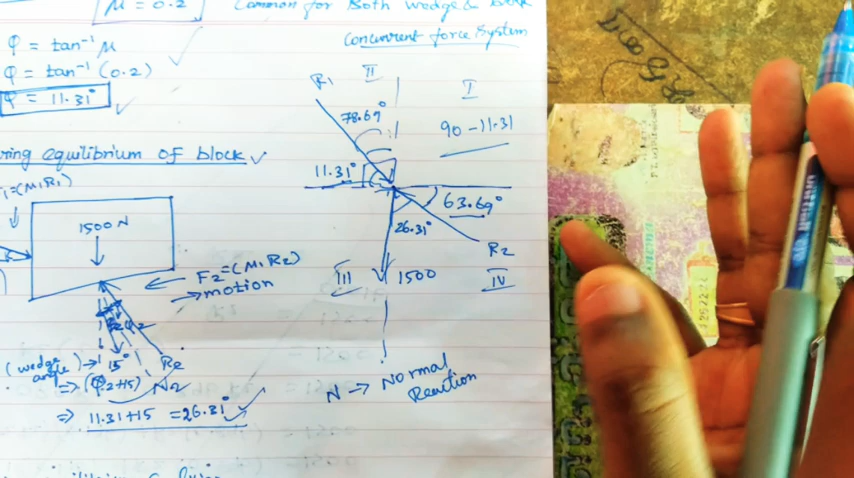 μ = 0.2 Common for Both wedge & block
φ = tan⁻¹ μ
φ = tan⁻¹ (0.2)
φ = 11.31°
Concurrent force System
R1 II I
78.69°
90 - 11.31
ring equilibrium of block
11.31°
63.69°
=(M1R1)
1500 N
26.31°
R2
F2=(M1R2)
→motion
III 1500 IV
(wedge angle) → 15° R2
=> (φ2+15) N2
=> 11.31+15 = 26.31°
N → Normal Reaction